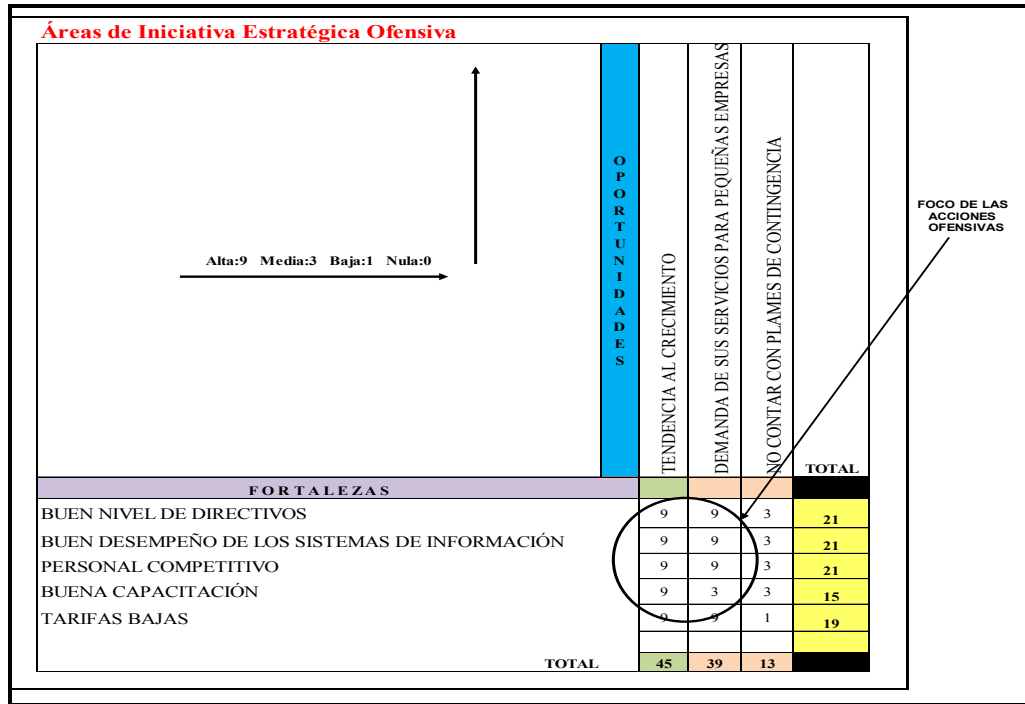 Áreas de Iniciativa Estratégica Ofensiva
Alta:9 Media:3 Baja:1 Nula:0
OPORTUNIDADES
TENDENCIA AL CRECIMIENTO
DEMANDA DE SUS SERVICIOS PARA PEQUEÑAS EMPRESAS
NO CONTAR CON PLAMES DE CONTINGENCIA
TOTAL
FOCO DE LAS
ACCIONES
OFENSIVAS
FORTALEZAS
BUEN NIVEL DE DIRECTIVOS 9 9 3 21
BUEN DESEMPEÑO DE LOS SISTEMAS DE INFORMACIÓN 9 9 3 21
PERSONAL COMPETITIVO 9 9 3 21
BUENA CAPACITACIÓN 9 3 3 15
TARIFAS BAJAS 9 9 1 19
TOTAL 45 39 13